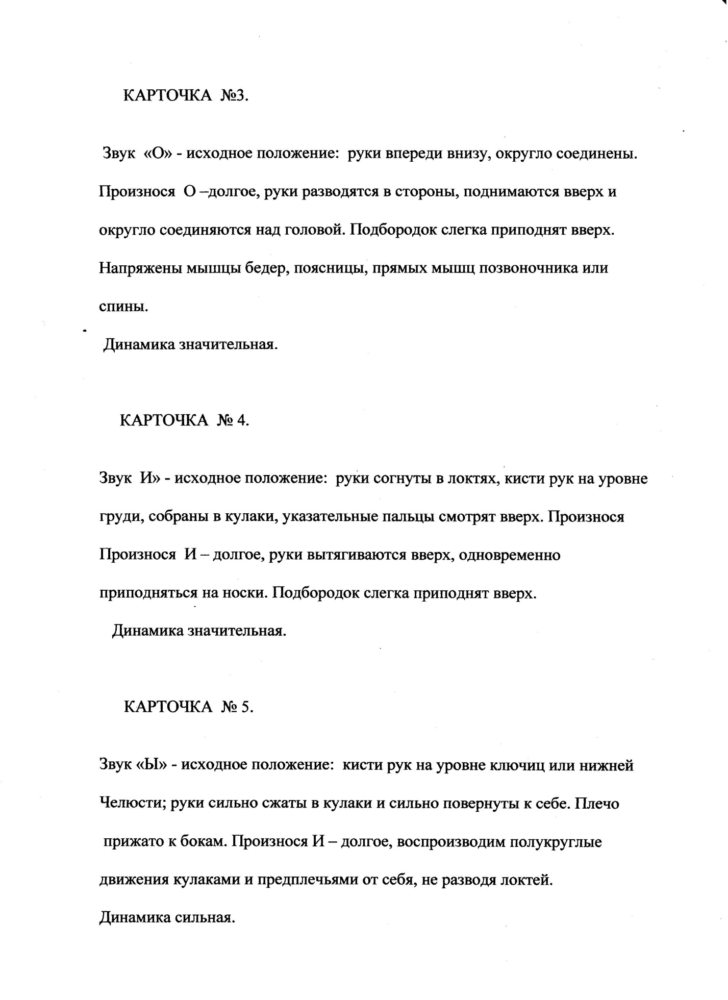 КАРТОЧКА №3.
Звук «О» - исходное положение: руки впереди внизу, округло соединены.
Произнося О –долгое, руки разводятся в стороны, поднимаются вверх и
округло соединяются над головой. Подбородок слегка приподнят вверх.
Напряжены мышцы бедер, поясницы, прямых мышц позвоночника или
спины.
Динамика значительная.
КАРТОЧКА № 4.
Звук И» - исходное положение: руки согнуты в локтях, кисти рук на уровне
груди, собраны в кулаки, указательные пальцы смотрят вверх. Произнося
Произнося И – долгое, руки вытягиваются вверх, одновременно
приподняться на носки. Подбородок слегка приподнят вверх.
Динамика значительная.
КАРТОЧКА № 5.
Звук «Ы» - исходное положение: кисти рук на уровне ключиц или нижней
Челюсти; руки сильно сжаты в кулаки и сильно повернуты к себе. Плечо
прижато к бокам. Произнося И – долгое, воспроизводим полукруглые
движения кулаками и предплечьями от себя, не разводя локтей.
Динамика сильная.